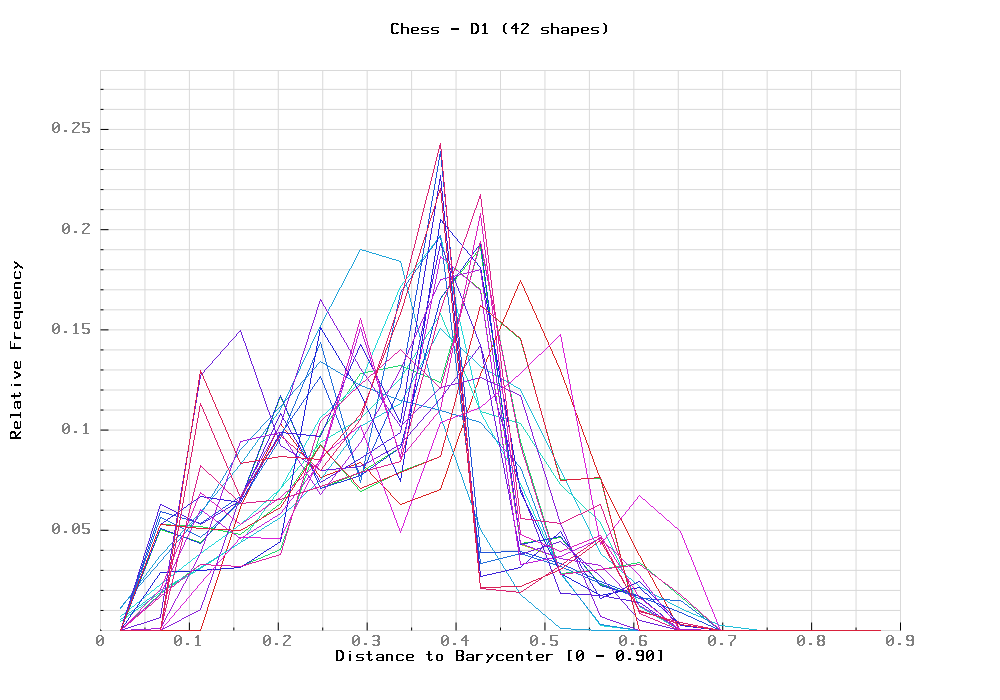 Chess - D1 (42 shapes)
0.25
0.2
0.15
0.1
0.05
Relative Frequency
0 0.1 0.2 0.3 0.4 0.5 0.6 0.7 0.8 0.9
Distance to Barycenter [0 - 0.90]